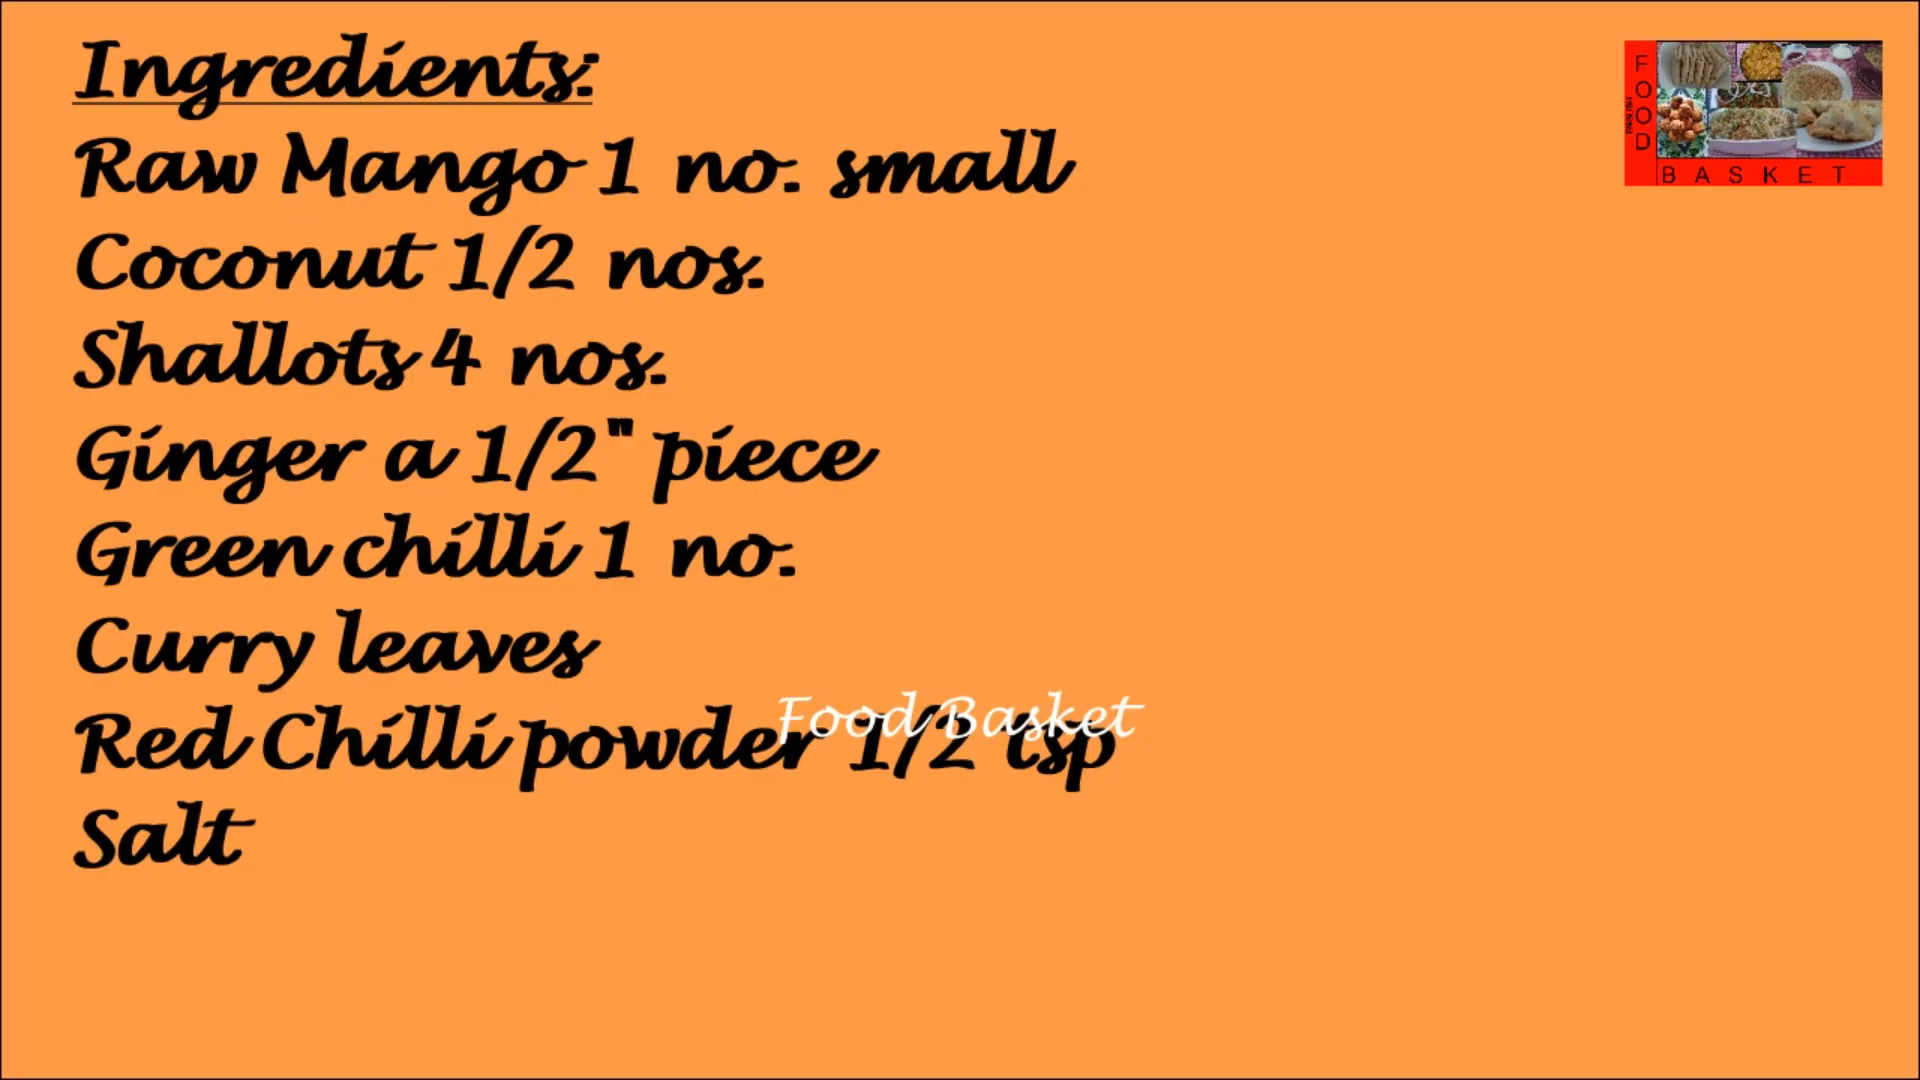 Ingredients:
Raw Mango 1 no. small
Coconut 1/2 nos.
Shallots 4 nos.
Ginger a 1/2" piece
Green chilli 1 no.
Curry leaves
Red Chilli powder 1/2 tsp
Food Basket
Salt
FOOD
BASKET